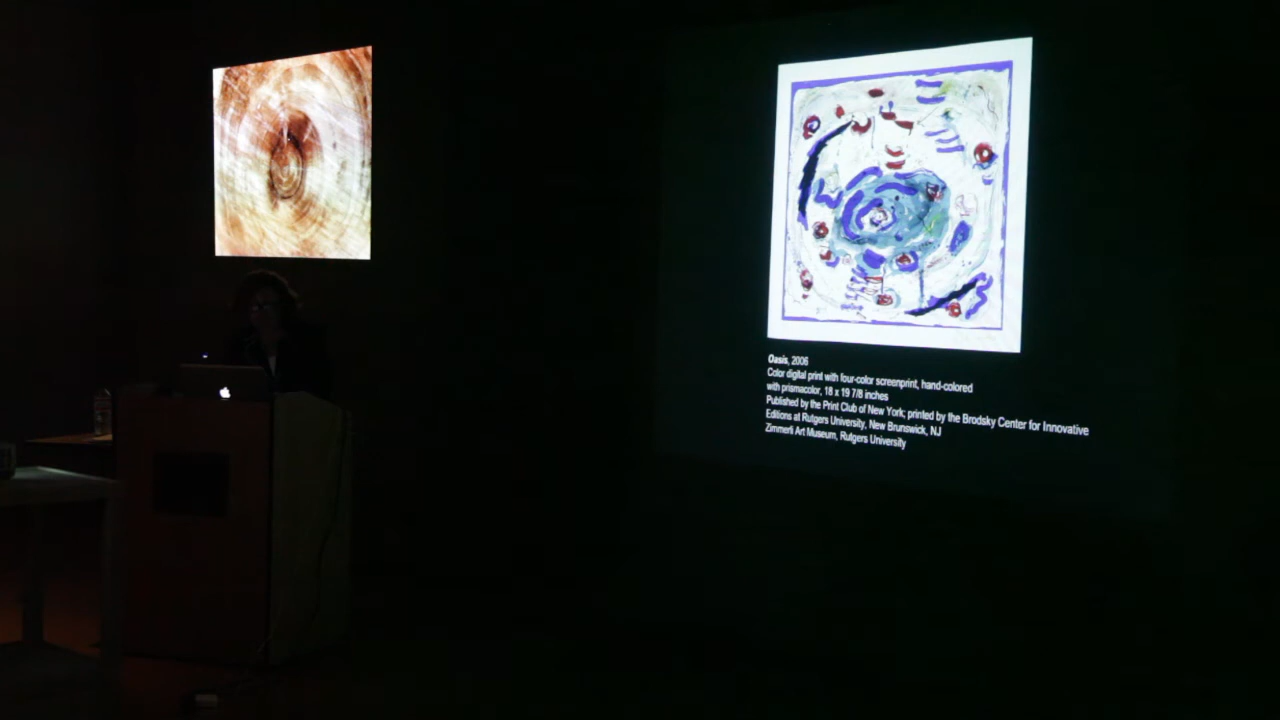 Oasis, 2006
Color digital print with four-color screenprint, hand-colored
with prismacolor, 18 x 19 7/8 inches
Published by the Print Club of New York; printed by the Brodsky Center for Innovative
Editions at Rutgers University, New Brunswick, NJ
Zimmerli Art Museum, Rutgers University